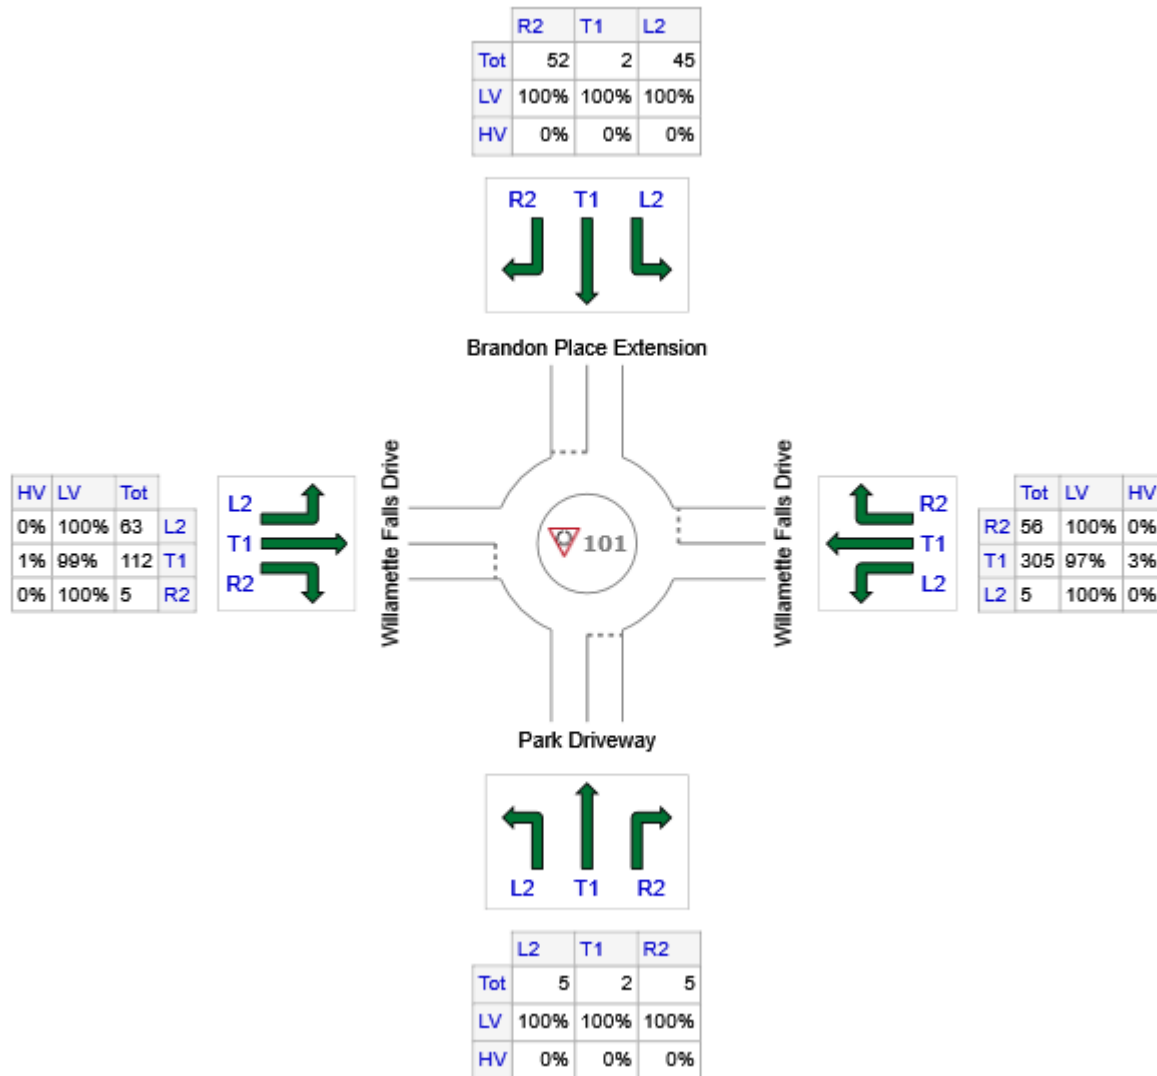 R2 T1 L2
Tot 52 2 45
LV 100% 100% 100%
HV 0% 0% 0%
R2 T1 L2
Brandon Place Extension
Willamette Falls Drive
Willamette Falls Drive
HV LV Tot
0% 100% 63 L2
1% 99% 112 T1
0% 100% 5 R2
L2
T1
R2
101
R2
T1
L2
Tot LV HV
R2 56 100% 0%
T1 305 97% 3%
L2 5 100% 0%
Park Driveway
L2 T1 R2
L2 T1 R2
Tot 5 2 5
LV 100% 100% 100%
HV 0% 0% 0%